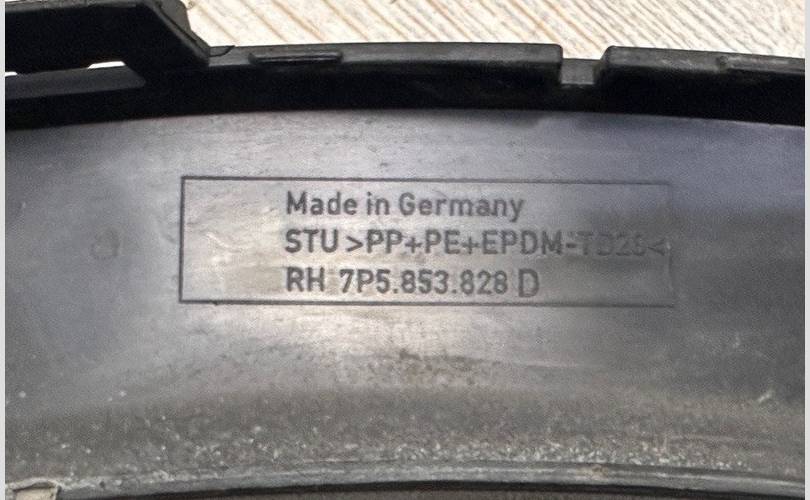 Made in Germany
STU >PP+PE+EPDM-TD20<
RH 7P5.853.828 D